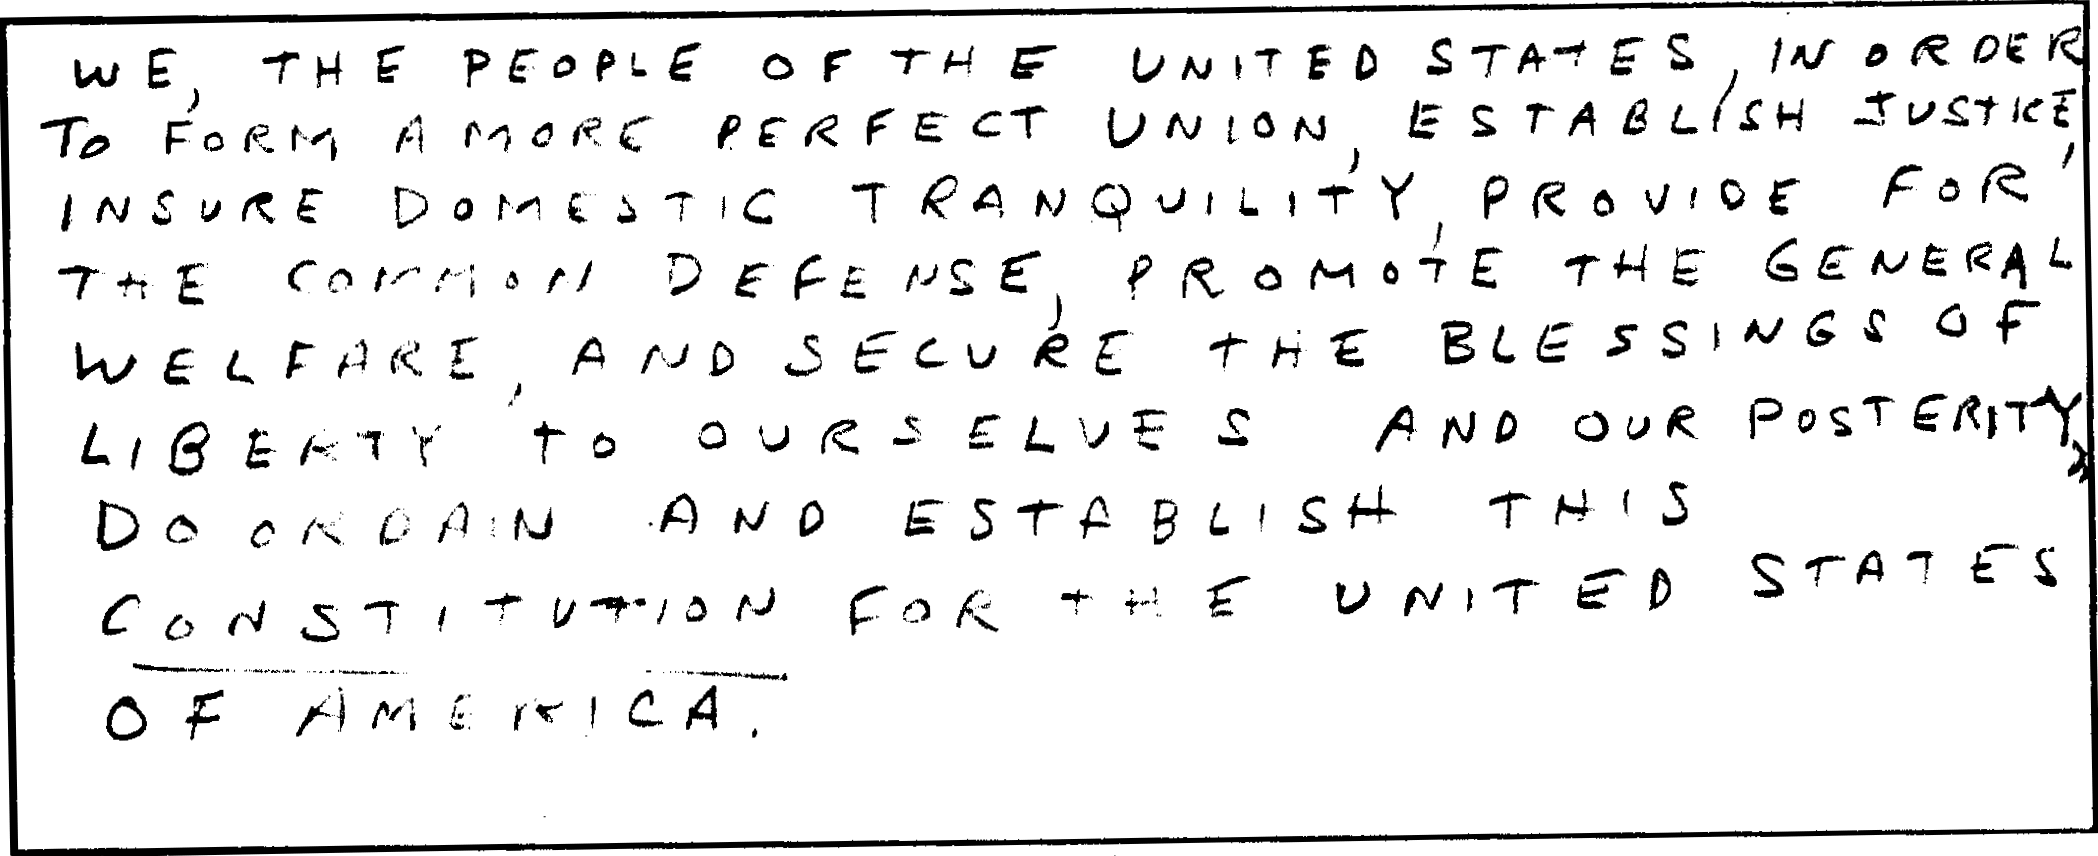 WE, THE PEOPLE OF THE UNITED STATES, IN ORDER
TO FORM A MORE PERFECT UNION, ESTABLISH JUSTICE,
INSURE DOMESTIC TRANQUILITY, PROVIDE FOR
THE COMMON DEFENSE, PROMOTE THE GENERAL
WELFARE, AND SECURE THE BLESSINGS OF
LIBERTY TO OURSELVES AND OUR POSTERITY,
DO ORDAIN AND ESTABLISH THIS
CONSTITUTION FOR THE UNITED STATES
OF AMERICA.